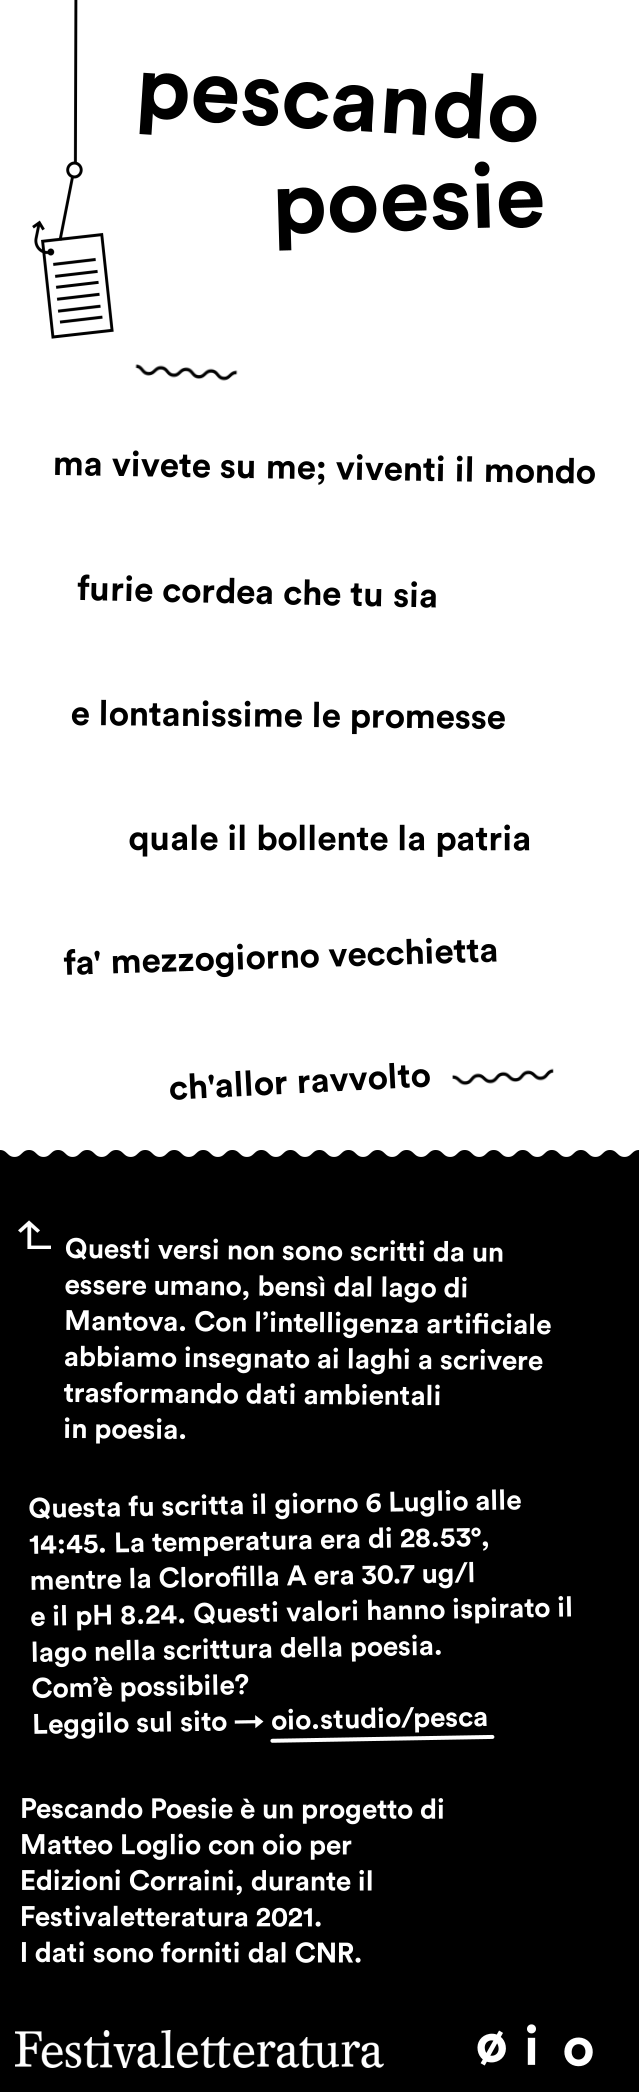 pescando
poesie
ma vivete su me; viventi il mondo
furie cordea che tu sia
e lontanissime le promesse
quale il bollente la patria
fa' mezzogiorno vecchietta
ch'allor ravvolto
Questi versi non sono scritti da un
essere umano, bensì dal lago di
Mantova. Con l’intelligenza artificiale
abbiamo insegnato ai laghi a scrivere
trasformando dati ambientali
in poesia.
Questa fu scritta il giorno 6 Luglio alle
14:45. La temperatura era di 28.53°,
mentre la Clorofilla A era 30.7 ug/l
e il pH 8.24. Questi valori hanno ispirato il
lago nella scrittura della poesia.
Com’è possibile?
Leggilo sul sito → oio.studio/pesca
Pescando Poesie è un progetto di
Matteo Loglio con oio per
Edizioni Corraini, durante il
Festivaletteratura 2021.
I dati sono forniti dal CNR.
Festivaletteratura ø i o